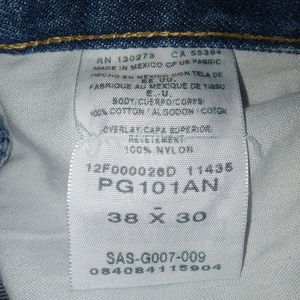 RN 130273 CA 55394
MADE IN MEXICO OF US FABRIC
HECHO EN MEXICO CON TELA DE
E.U.
FABRIQUE AU MEXIQUE DE TISSU
E.U.
BODY/CUERPO/CORPS:
100% COTTON / ALGODON / COTON
OVERLAY/CAPA SUPERIOR/
REVETEMENT
100% NYLON
12F000026D 11435
PG101AN
-
38 X 30
SAS-G007-009
084084115904